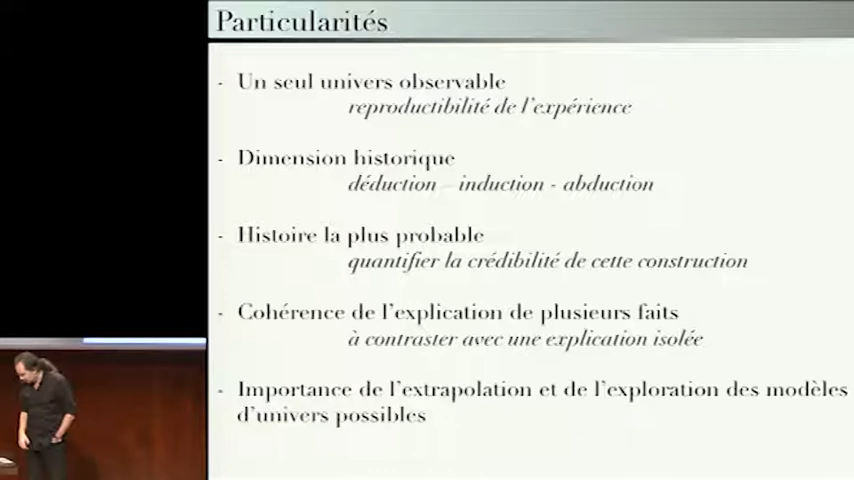 Particularités
- Un seul univers observable
reproductibilité de l'expérience
- Dimension historique
déduction - induction - abduction
- Histoire la plus probable
quantifier la crédibilité de cette construction
- Cohérence de l'explication de plusieurs faits
à contraster avec une explication isolée
- Importance de l'extrapolation et de l'exploration des modèles
d'univers possibles